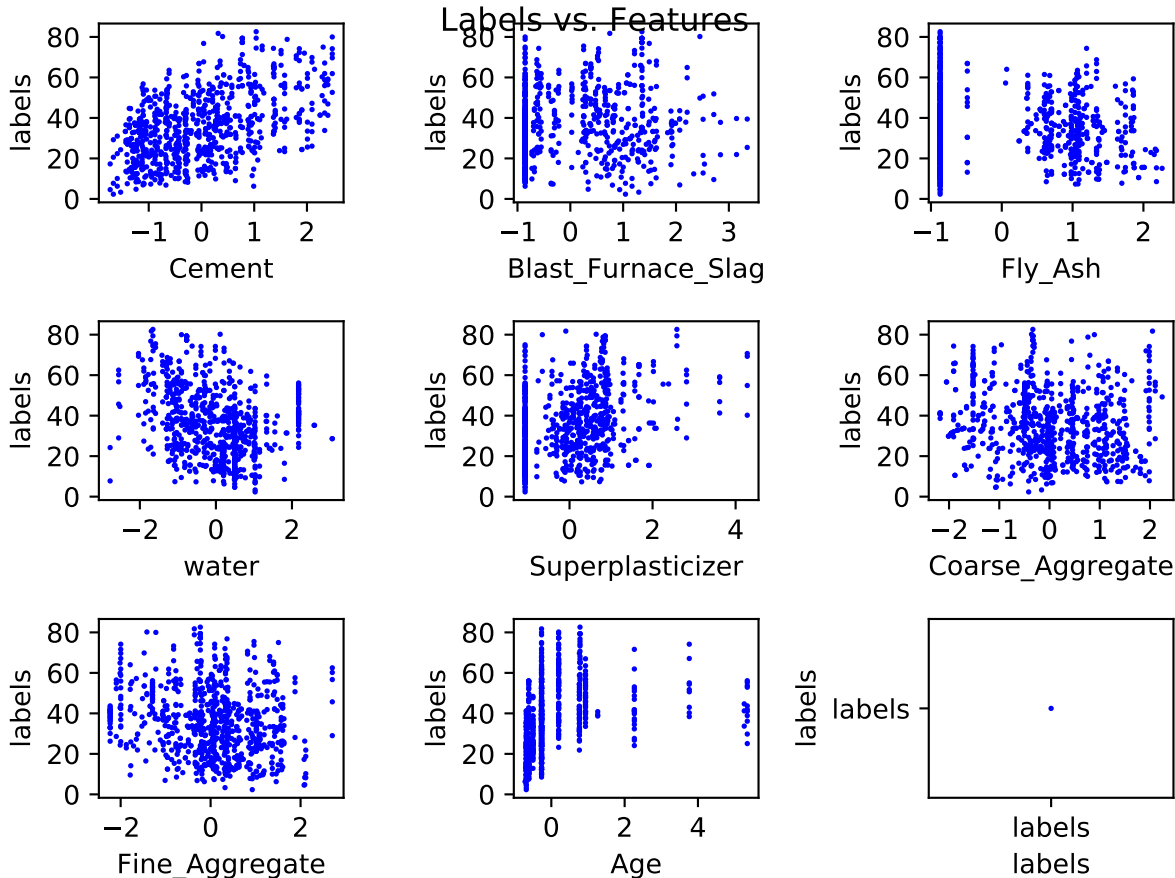 Labels vs. Features
80
60
40
20
0
labels
−1 0 1 2
Cement
80
60
40
20
0
labels
−1 0 1 2 3
Blast_Furnace_Slag
80
60
40
20
0
labels
−1 0 1 2
Fly_Ash
80
60
40
20
0
labels
−2 0 2
water
80
60
40
20
0
labels
0 2 4
Superplasticizer
80
60
40
20
0
labels
−2 −1 0 1 2
Coarse_Aggregate
80
60
40
20
0
labels
−2 0 2
Fine_Aggregate
80
60
40
20
0
labels
0 2 4
Age
labels
labels
labels
labels